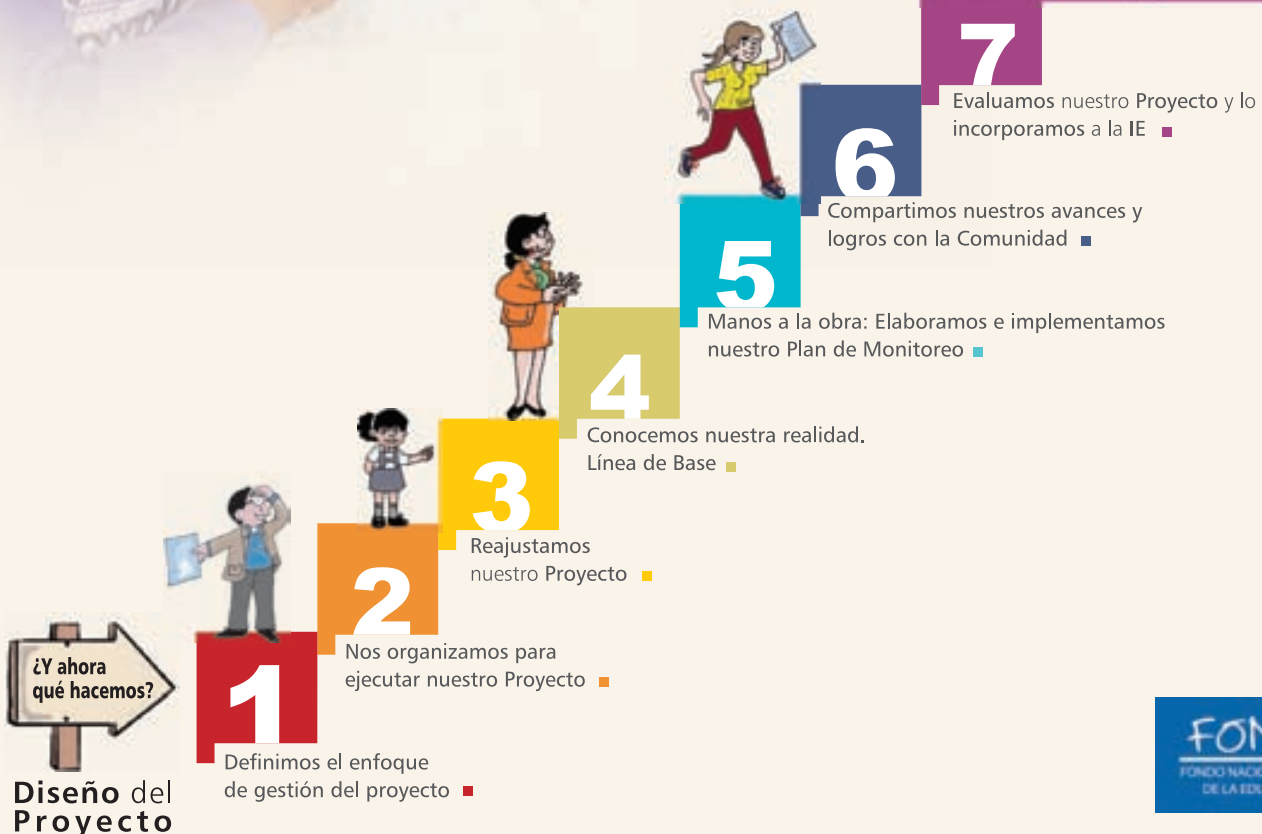 7
Evaluamos nuestro Proyecto y lo
incorporamos a la IE
6
Compartimos nuestros avances y
logros con la Comunidad
5
Manos a la obra: Elaboramos e implementamos
nuestro Plan de Monitoreo
4
Conocemos nuestra realidad.
Línea de Base
3
Reajustamos
nuestro Proyecto
2
Nos organizamos para
ejecutar nuestro Proyecto
1
Definimos el enfoque
de gestión del proyecto
¿Y ahora
qué hacemos?
Diseño del
Proyecto
FONDO
DE LA